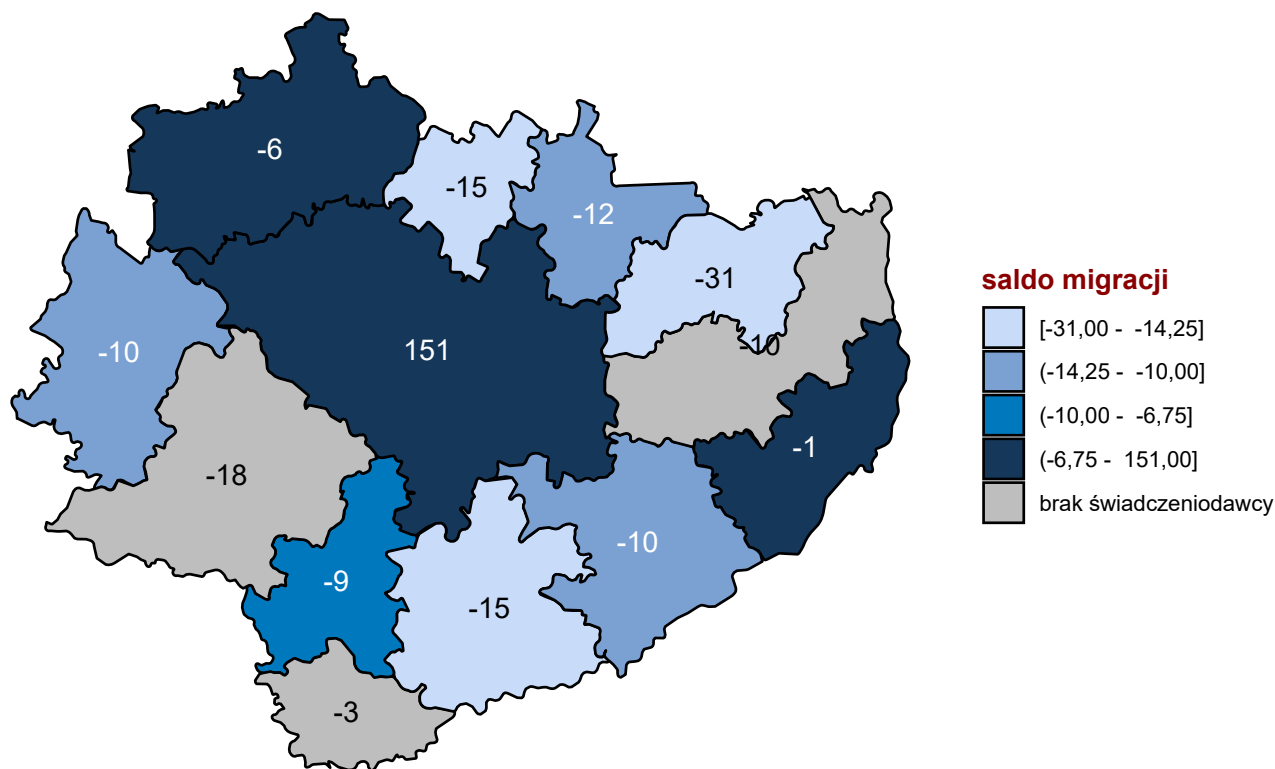 -6
-15
-12
-31
-10
151
-10
-1
-18
-10
-9
-15
-3
saldo migracji
[-31,00 - -14,25]
(-14,25 - -10,00]
(-10,00 - -6,75]
(-6,75 - 151,00]
brak świadczeniodawcy